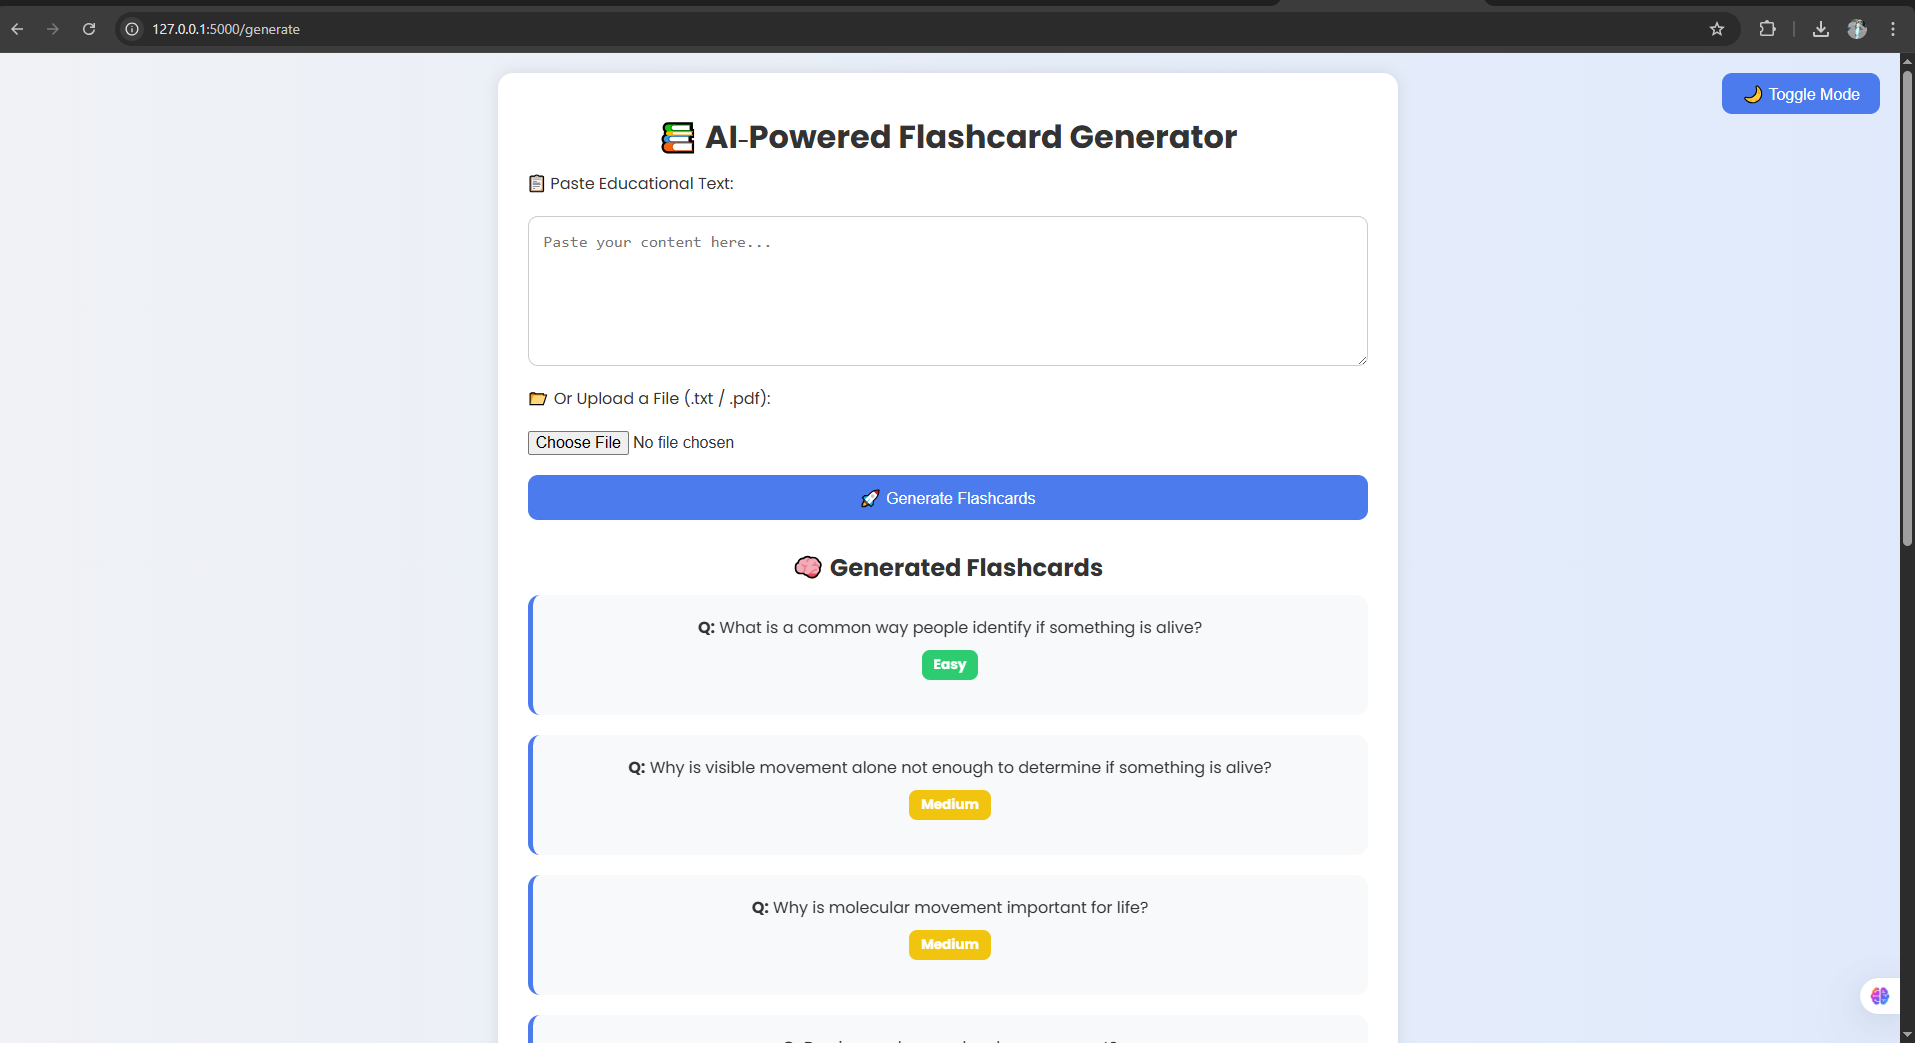 127.0.0.1:5000/generate
🌙 Toggle Mode
📚 AI-Powered Flashcard Generator
📋 Paste Educational Text:
Paste your content here...
📂 Or Upload a File (.txt / .pdf):
Choose File No file chosen
🚀 Generate Flashcards
🧠 Generated Flashcards
Q: What is a common way people identify if something is alive?
Easy
Q: Why is visible movement alone not enough to determine if something is alive?
Medium
Q: Why is molecular movement important for life?
Medium